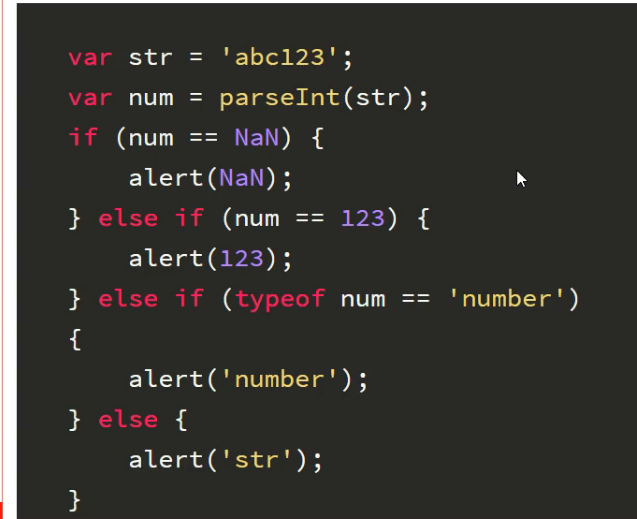 var str = 'abc123';
var num = parseInt(str);
if (num == NaN) {
    alert(NaN);
} else if (num == 123) {
    alert(123);
} else if (typeof num == 'number')
{
    alert('number');
} else {
    alert('str');
}